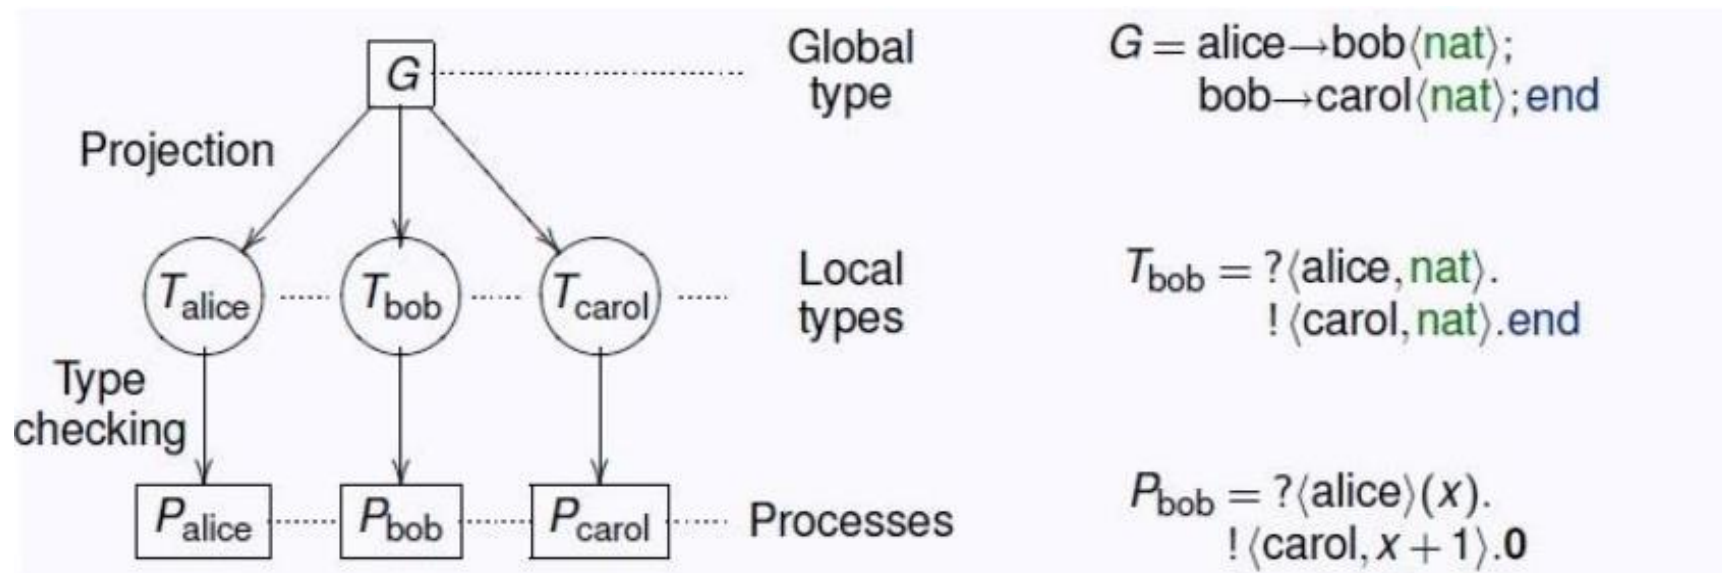 G
Global
type
G = alice→bob⟨nat⟩;
bob→carol⟨nat⟩;end
Projection
T_alice
T_bob
T_carol
Local
types
T_bob = ?⟨alice,nat⟩.
!⟨carol,nat⟩.end
Type
checking
P_alice
P_bob
P_carol
Processes
P_bob = ?⟨alice⟩(x).
!⟨carol,x+1⟩.0